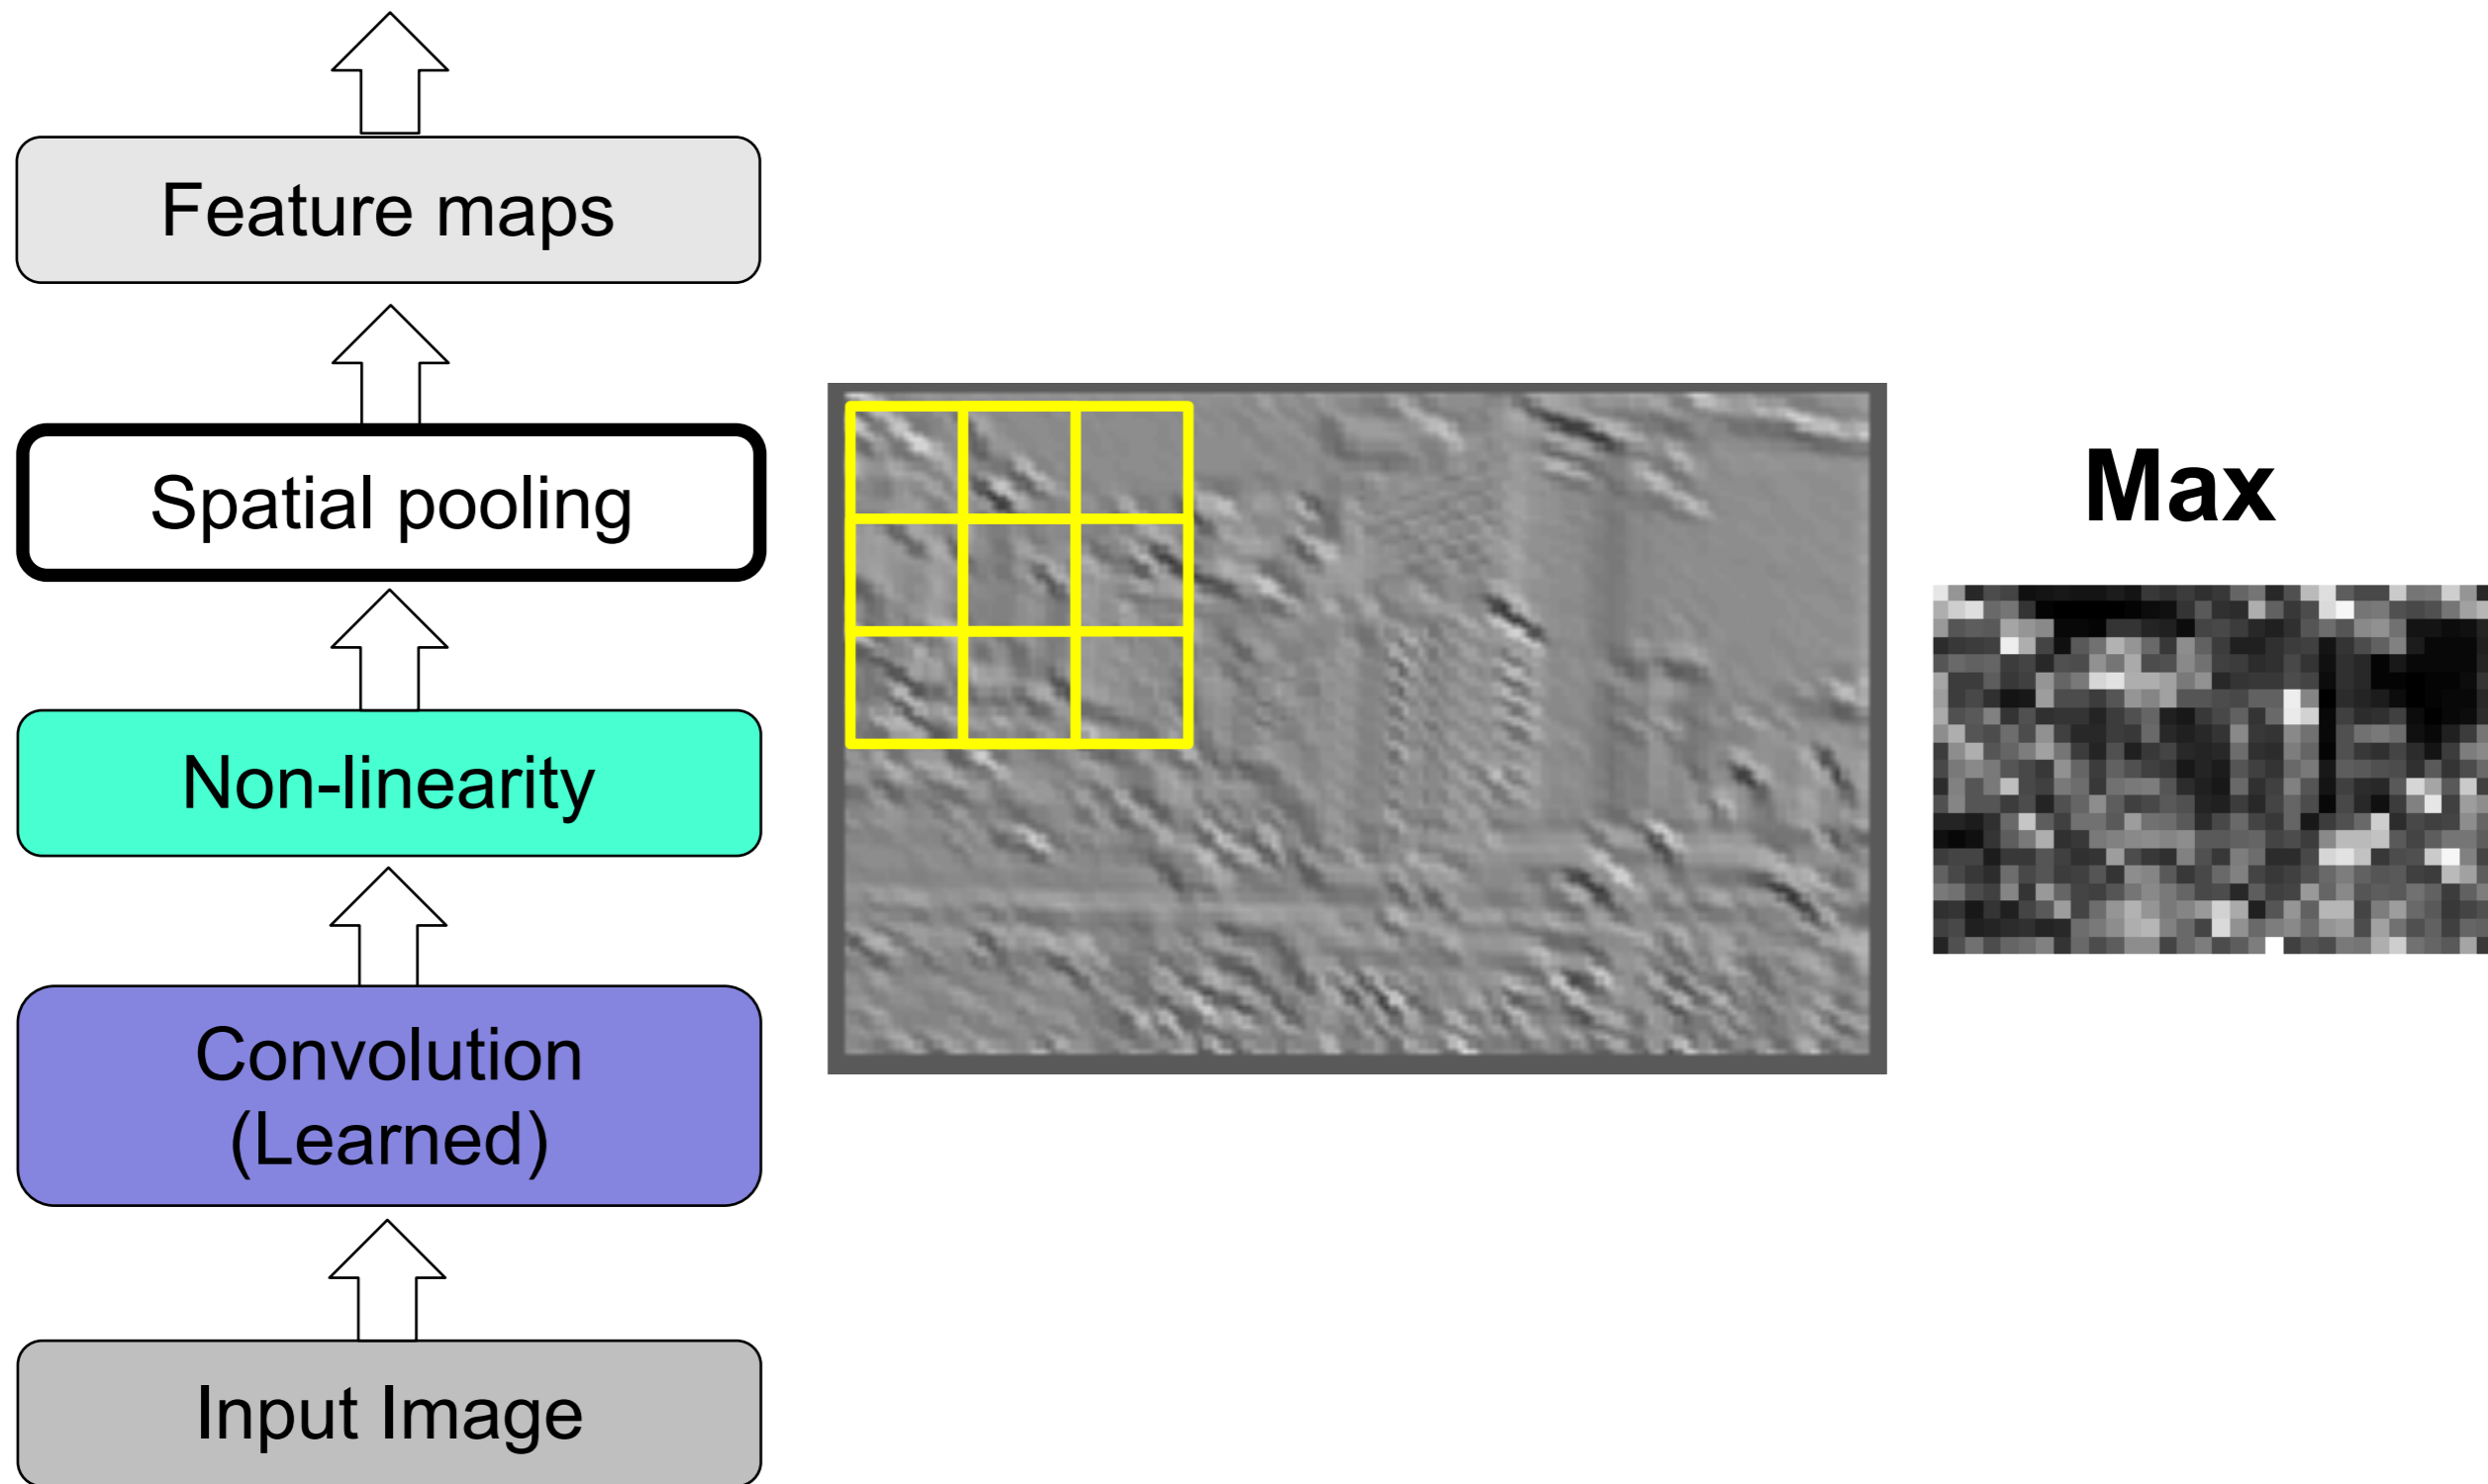 Feature maps
Spatial pooling
Non-linearity
Convolution
(Learned)
Input Image
Max